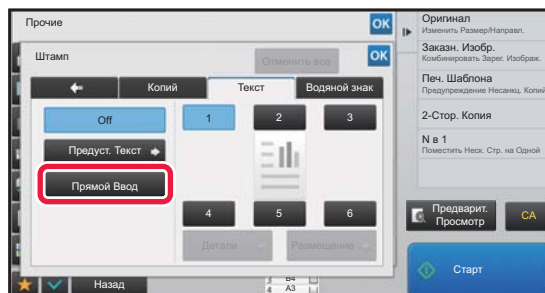 Прочие
OK
Штамп
Отменить все
OK
Копий
Текст
Водяной знак
Off
1
2
3
Предуст. Текст
Прямой Ввод
4
5
6
Детали
Размещение
Назад
B4
4 A3
Оригинал
Изменить Размер/Направл.
Заказн. Изобр.
Комбинировать Зарег. Изображ.
Печ. Шаблона
Предупреждение Несанкц. Копий
2-Стор. Копия
N в 1
Поместить Неск. Стр. на Одной
Предварит.
Просмотр
CA
Старт